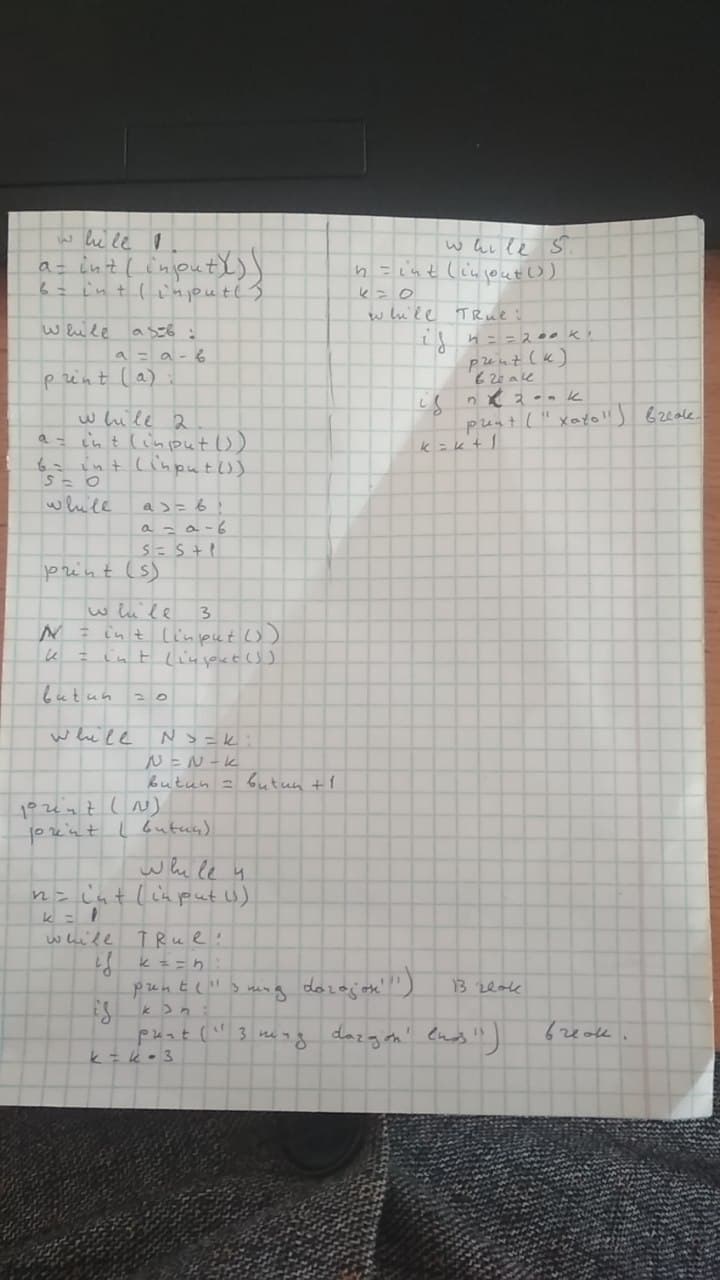 while 1.
a = int(input())
b = int(input()
while a>=b :
a = a-b
print(a) :
while 2.
a = int(input())
b = int(input())
s = 0
while a>=b :
a = a-b
s = s+1
print(s)
while 3
N = int(input())
k = int(input())
butun = 0
while N>=k :
N = N-k
butun = butun+1
print(N)
print(butun)
while 4
n = int(input())
k = 1
while TRue :
if k==n :
print("3 ning darajasi") Break
if k>n :
print("3 ning emas") break.
k = k*3
while 5.
n = int(input())
k = 0
while TRue :
if n==2**k :
print(k)
break
if n<2**k
print("xato") break
k = k+1